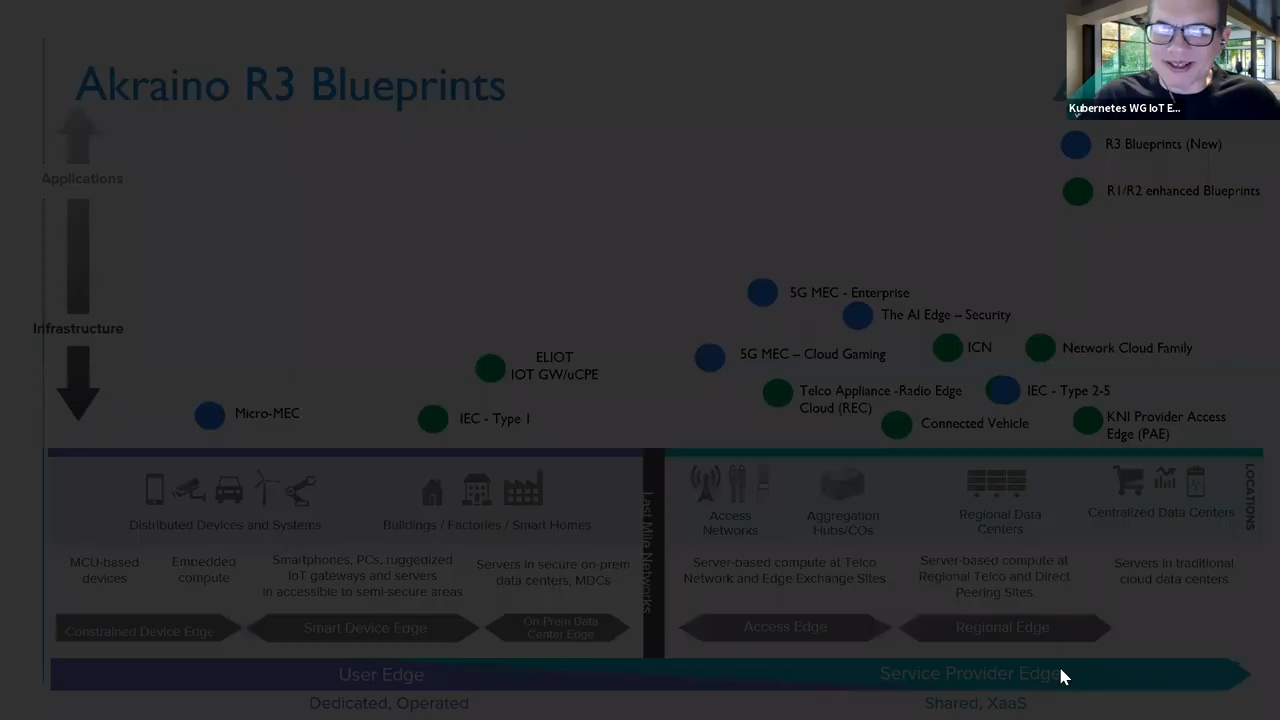 Akraino R3 Blueprints
Kubernetes WG IoT E...
R3 Blueprints (New)
R1/R2 enhanced Blueprints
Applications
Infrastructure
5G MEC - Enterprise
The AI Edge – Security
5G MEC – Cloud Gaming
ICN
Network Cloud Family
ELIOT
IOT GW/uCPE
Telco Appliance -Radio Edge
Cloud (REC)
IEC - Type 2-5
Micro-MEC
IEC - Type 1
Connected Vehicle
KNI Provider Access
Edge (PAE)
Distributed Devices and Systems
Buildings / Factories / Smart Homes
Last Mile Networks
Access
Networks
Aggregation
Hubs/COs
Regional Data
Centers
Centralized Data Centers
LOCATIONS
MCU-based
devices
Embedded
compute
Smartphones, PCs, ruggedized
IoT gateways and servers
in accessible to semi-secure areas
Servers in secure on-prem
data centers, MDCs
Server-based compute at Telco
Network and Edge Exchange Sites
Server-based compute at
Regional Telco and Direct
Peering Sites
Servers in traditional
cloud data centers
Constrained Device Edge
Smart Device Edge
On-Prem Data
Center Edge
Access Edge
Regional Edge
User Edge
Service Provider Edge
Dedicated, Operated
Shared, XaaS